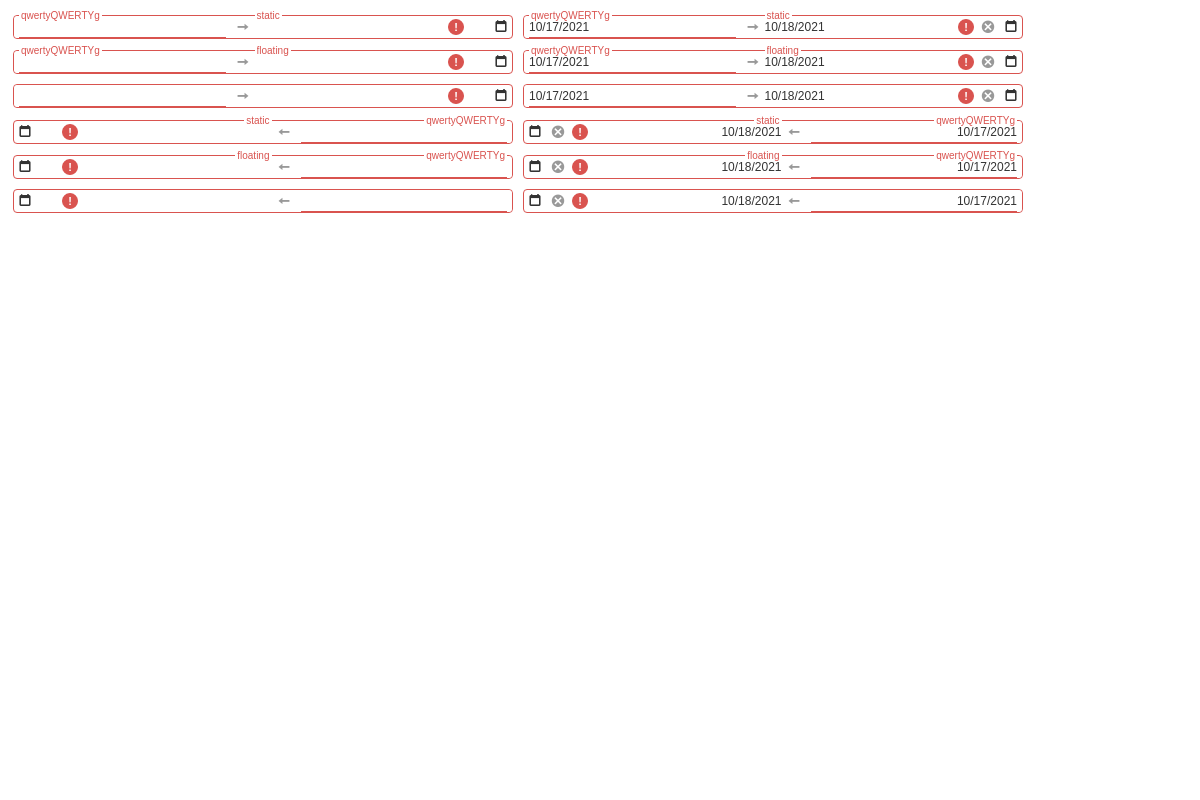 qwertyQWERTYg static qwertyQWERTYg static
10/17/2021 10/18/2021
qwertyQWERTYg floating qwertyQWERTYg floating
10/17/2021 10/18/2021
10/17/2021 10/18/2021
static qwertyQWERTYg static qwertyQWERTYg
10/18/2021 10/17/2021
floating qwertyQWERTYg floating qwertyQWERTYg
10/18/2021 10/17/2021
10/18/2021 10/17/2021